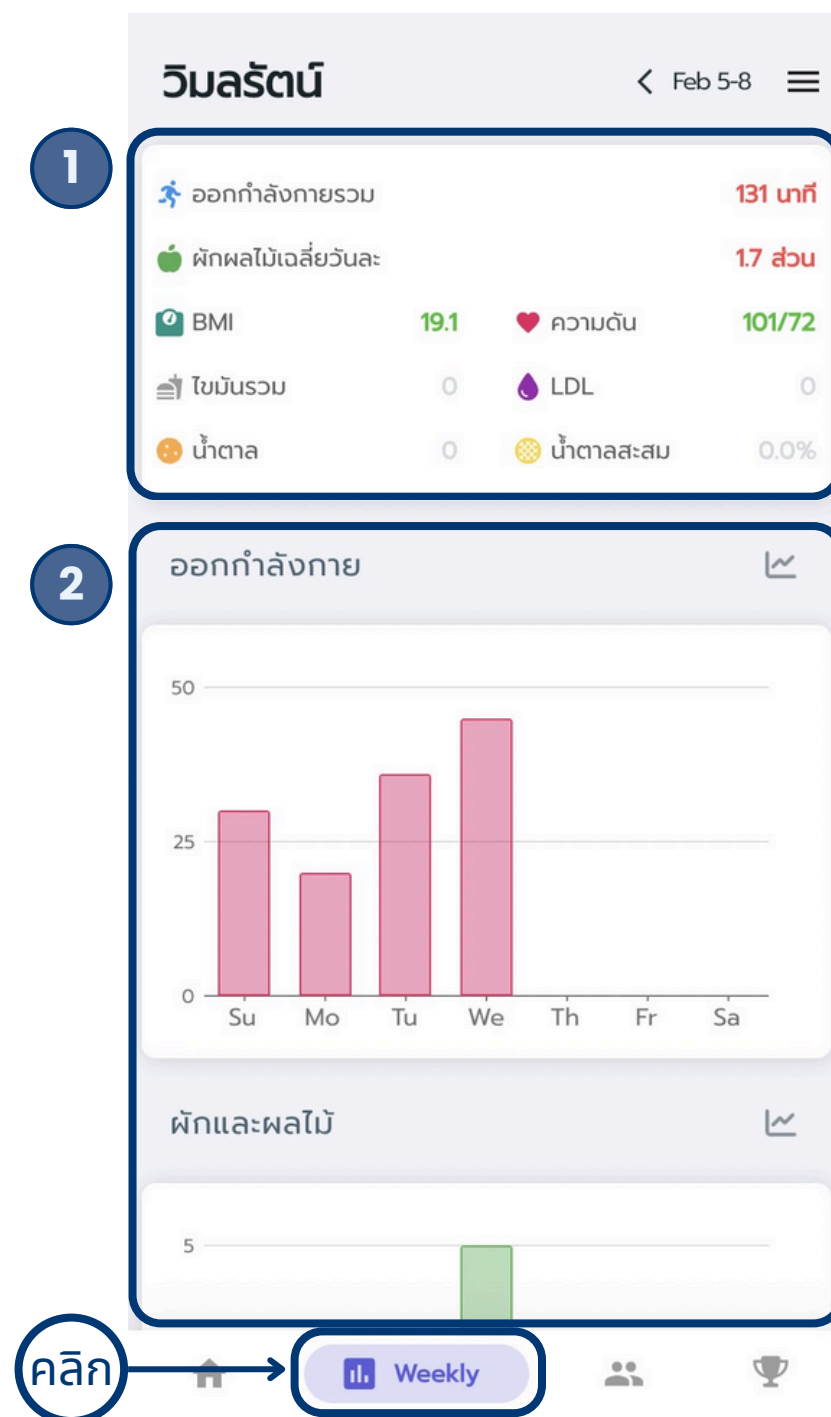 วิมลรัตน์ Feb 5-8
1
ออกกำลังกายรวม 131 นาที
ผักผลไม้เฉลี่ยวันละ 1.7 ส่วน
BMI 19.1 ความดัน 101/72
ไขมันรวม 0 LDL 0
น้ำตาล 0 น้ำตาลสะสม 0.0%
2
ออกกำลังกาย
50
25
0
Su Mo Tu We Th Fr Sa
ผักและผลไม้
5
คลิก Weekly